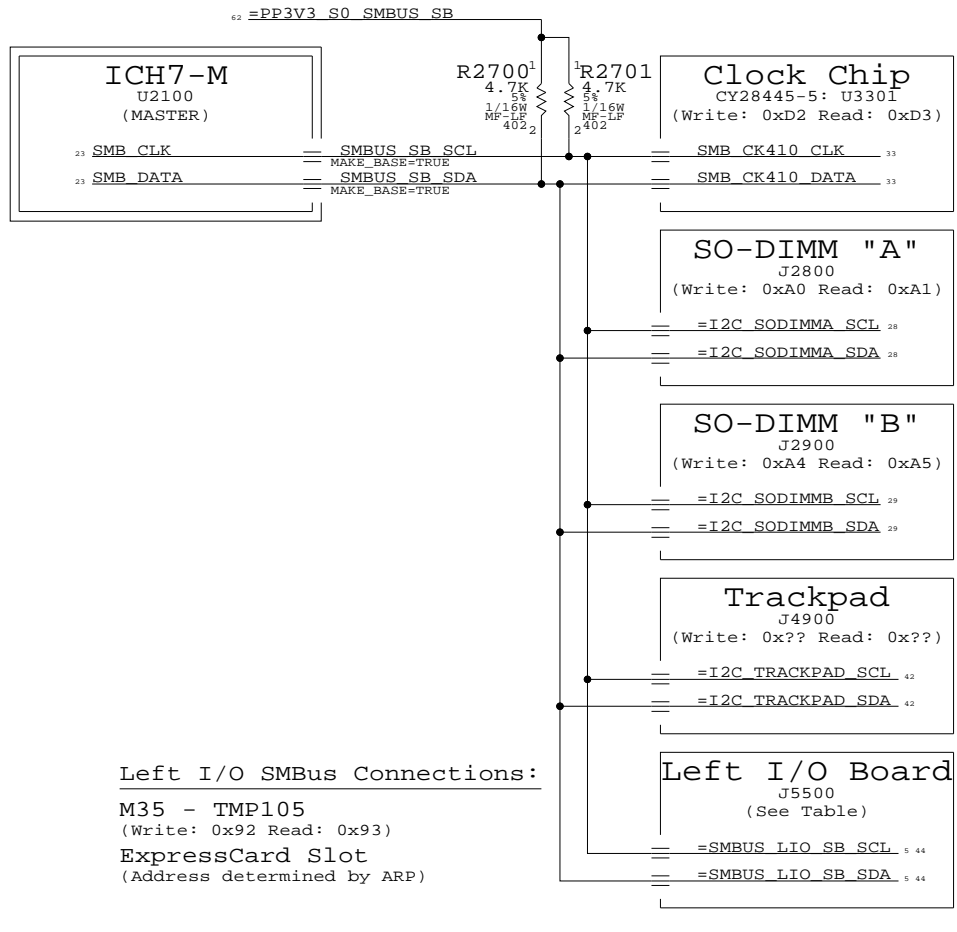 62 =PP3V3_S0_SMBUS_SB
ICH7-M
U2100
(MASTER)
23 SMB_CLK
23 SMB_DATA
SMBUS_SB_SCL
MAKE_BASE=TRUE
SMBUS_SB_SDA
MAKE_BASE=TRUE
R2700 1
4.7K
5%
1/16W
MF-LF
402 2
1 R2701
4.7K
5%
1/16W
MF-LF
2 402
Clock Chip
CY28445-5: U3301
(Write: 0xD2 Read: 0xD3)
SMB_CK410_CLK 33
SMB_CK410_DATA 33
SO-DIMM "A"
J2800
(Write: 0xA0 Read: 0xA1)
=I2C_SODIMMA_SCL 28
=I2C_SODIMMA_SDA 28
SO-DIMM "B"
J2900
(Write: 0xA4 Read: 0xA5)
=I2C_SODIMMB_SCL 29
=I2C_SODIMMB_SDA 29
Trackpad
J4900
(Write: 0x?? Read: 0x??)
=I2C_TRACKPAD_SCL 42
=I2C_TRACKPAD_SDA 42
Left I/O Board
J5500
(See Table)
=SMBUS_LIO_SB_SCL 5 44
=SMBUS_LIO_SB_SDA 5 44
Left I/O SMBus Connections:
M35 - TMP105
(Write: 0x92 Read: 0x93)
ExpressCard Slot
(Address determined by ARP)